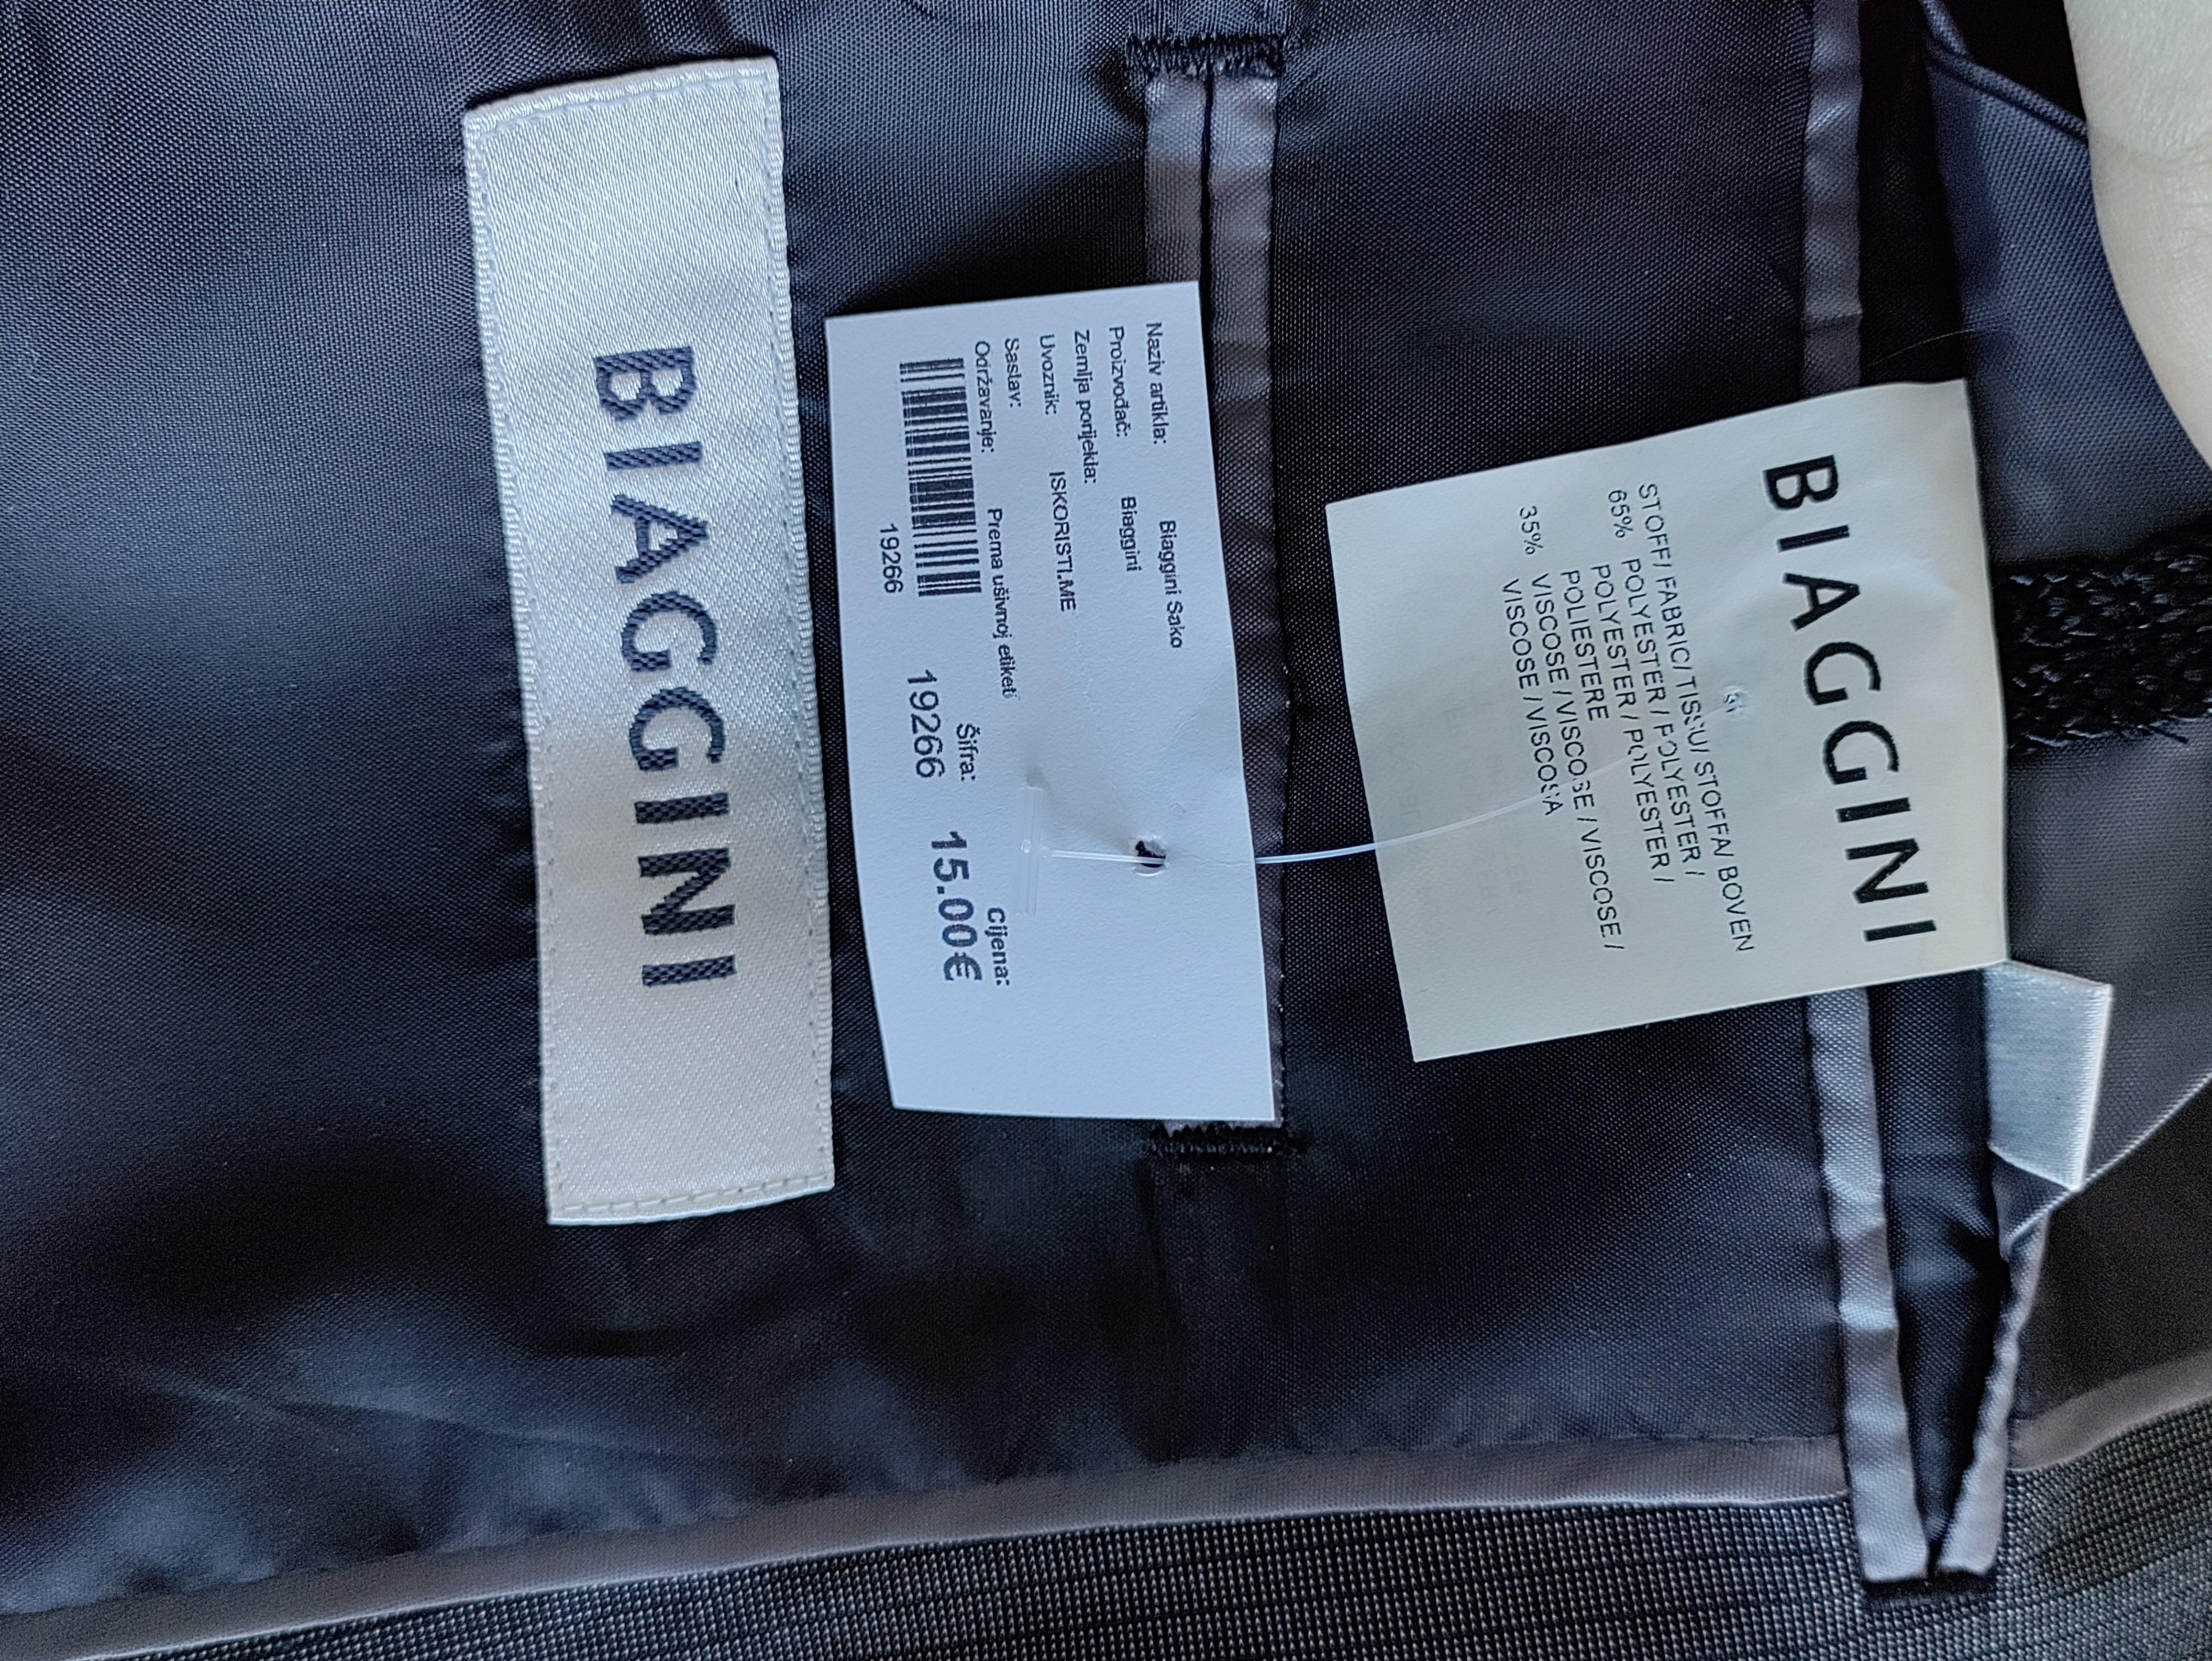 BIAGGINI
Naziv artikla: Biaggini Sako
Proizvođač: Biaggini
Zemlja porijekla:
Uvoznik: ISKORISTI.ME
Sastav:
Održavanje: Prema ušivnoj etiketi
19266
Šifra:
19266
Cijena:
15.00€
BIAGGINI
STOFF/ FABRIC/ TISSU/ STOFFA/ BOVEN
65% POLYESTER / POLYESTER /
POLYESTER / POLYESTER /
POLIESTERE
35% VISCOSE / VISCOSE / VISCOSE /
VISCOSE / VISCOSA